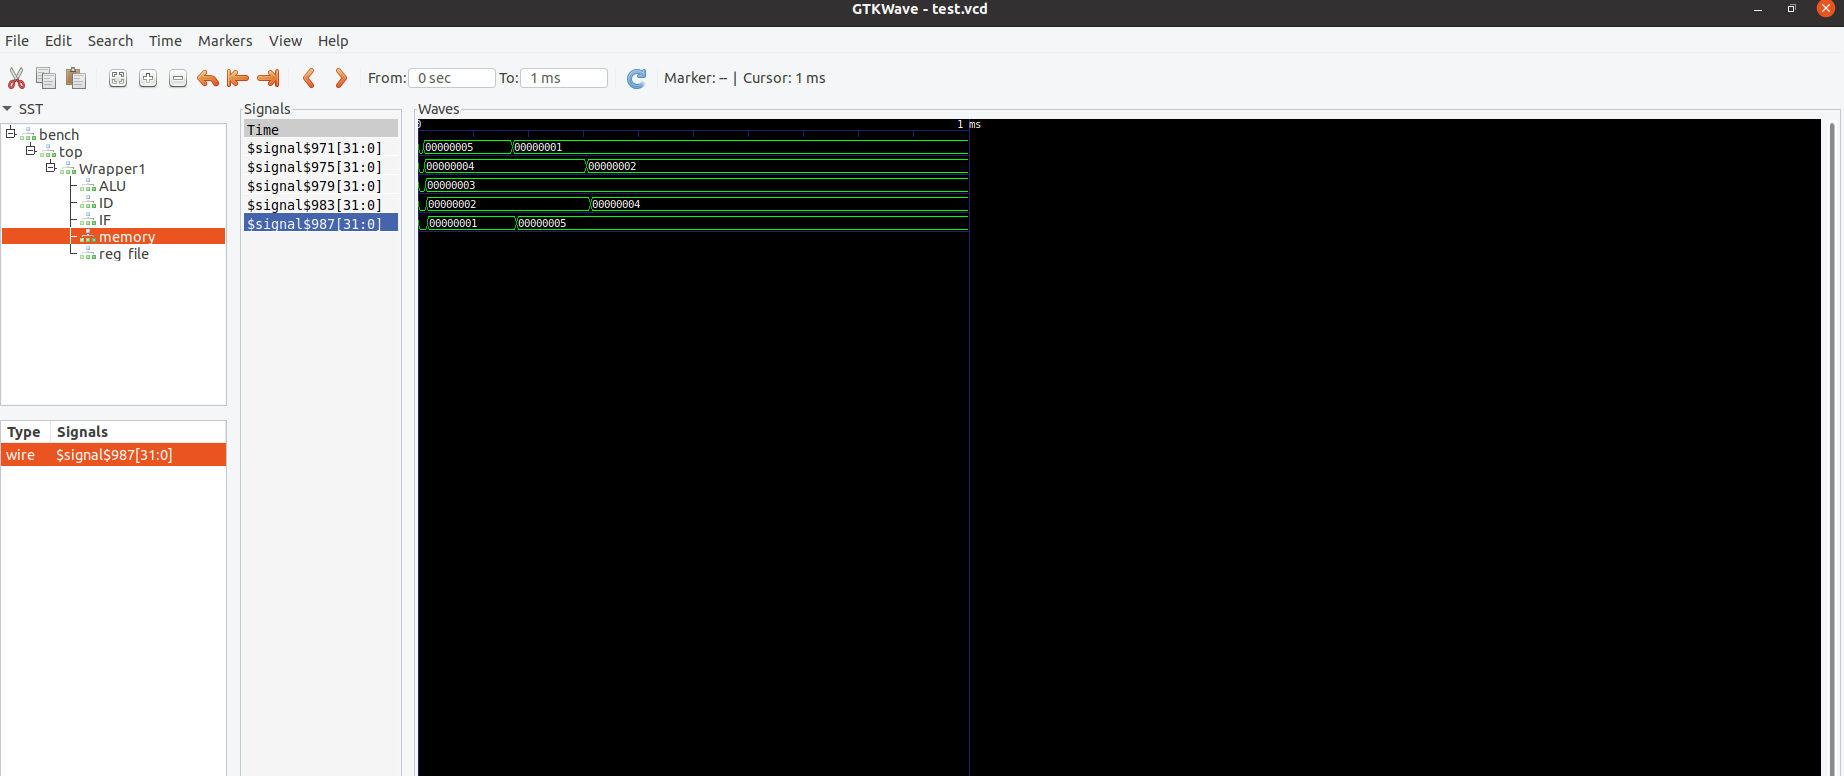 GTKWave - test.vcd
File Edit Search Time Markers View Help
From: 0 sec To: 1 ms Marker: -- | Cursor: 1 ms
SST
bench
top
Wrapper1
ALU
ID
IF
memory
reg_file
Type Signals
wire $signal$987[31:0]
Signals
Time
$signal$971[31:0]
$signal$975[31:0]
$signal$979[31:0]
$signal$983[31:0]
$signal$987[31:0]
Waves
0 1 ms
00000005 00000001
00000004 00000002
00000003
00000002 00000004
00000001 00000005